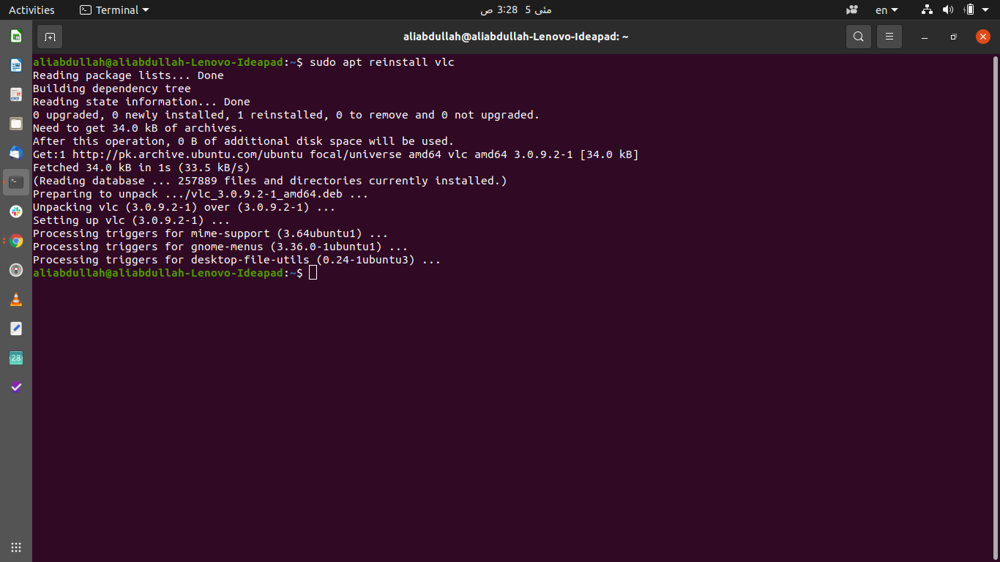 Activities Terminal مئی 5 3:28 ص en
aliabdullah@aliabdullah-Lenovo-Ideapad: ~
aliabdullah@aliabdullah-Lenovo-Ideapad:~$ sudo apt reinstall vlc
Reading package lists... Done
Building dependency tree
Reading state information... Done
0 upgraded, 0 newly installed, 1 reinstalled, 0 to remove and 0 not upgraded.
Need to get 34.0 kB of archives.
After this operation, 0 B of additional disk space will be used.
Get:1 http://pk.archive.ubuntu.com/ubuntu focal/universe amd64 vlc amd64 3.0.9.2-1 [34.0 kB]
Fetched 34.0 kB in 1s (33.5 kB/s)
(Reading database ... 257889 files and directories currently installed.)
Preparing to unpack .../vlc_3.0.9.2-1_amd64.deb ...
Unpacking vlc (3.0.9.2-1) over (3.0.9.2-1) ...
Setting up vlc (3.0.9.2-1) ...
Processing triggers for mime-support (3.64ubuntu1) ...
Processing triggers for gnome-menus (3.36.0-1ubuntu1) ...
Processing triggers for desktop-file-utils (0.24-1ubuntu3) ...
aliabdullah@aliabdullah-Lenovo-Ideapad:~$
28